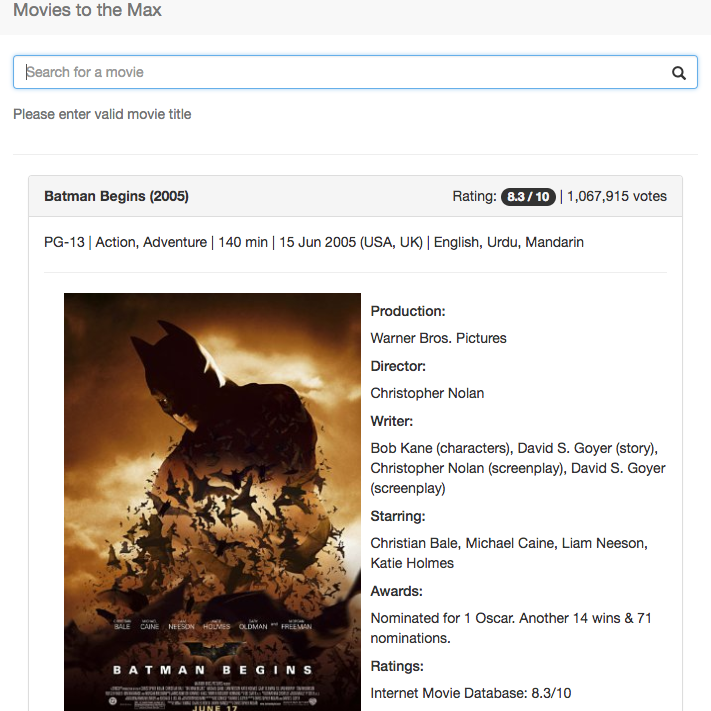 Movies to the Max
Search for a movie
Please enter valid movie title
Batman Begins (2005)
Rating: 8.3 / 10 | 1,067,915 votes
PG-13 | Action, Adventure | 140 min | 15 Jun 2005 (USA, UK) | English, Urdu, Mandarin
Production:
Warner Bros. Pictures
Director:
Christopher Nolan
Writer:
Bob Kane (characters), David S. Goyer (story),
Christopher Nolan (screenplay), David S. Goyer
(screenplay)
Starring:
Christian Bale, Michael Caine, Liam Neeson,
Katie Holmes
Awards:
Nominated for 1 Oscar. Another 14 wins & 71
nominations.
Ratings:
Internet Movie Database: 8.3/10
BALE CAINE NEESON HOLMES OLDMAN and FREEMAN
BATMAN BEGINS
JUNE 17